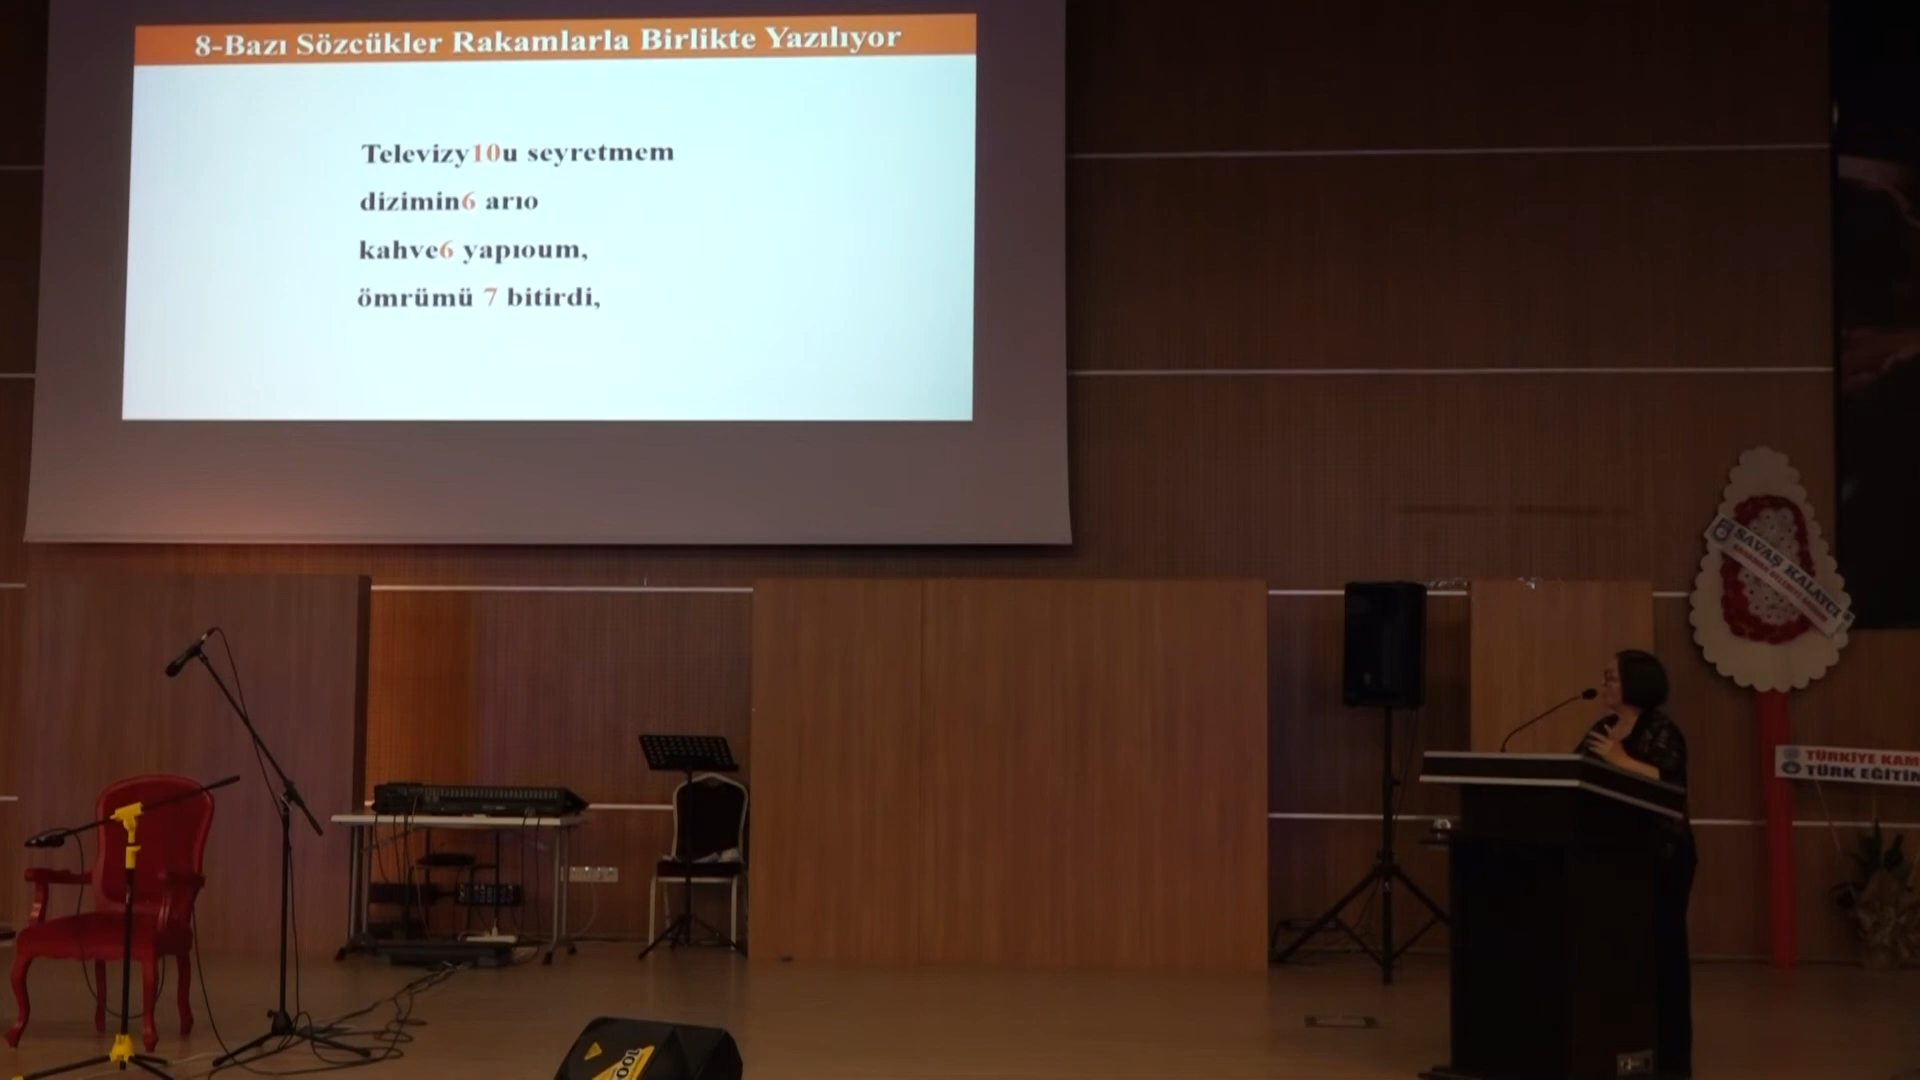 8-Bazı Sözcükler Rakamlarla Birlikte Yazılıyor
Televizy10u seyretmem
dizimin6 arıo
kahve6 yapıoum,
ömrümü 7 bitirdi,
SAVAŞ KALAYCI
TÜRKİYE KAM
TÜRK EĞİTİN